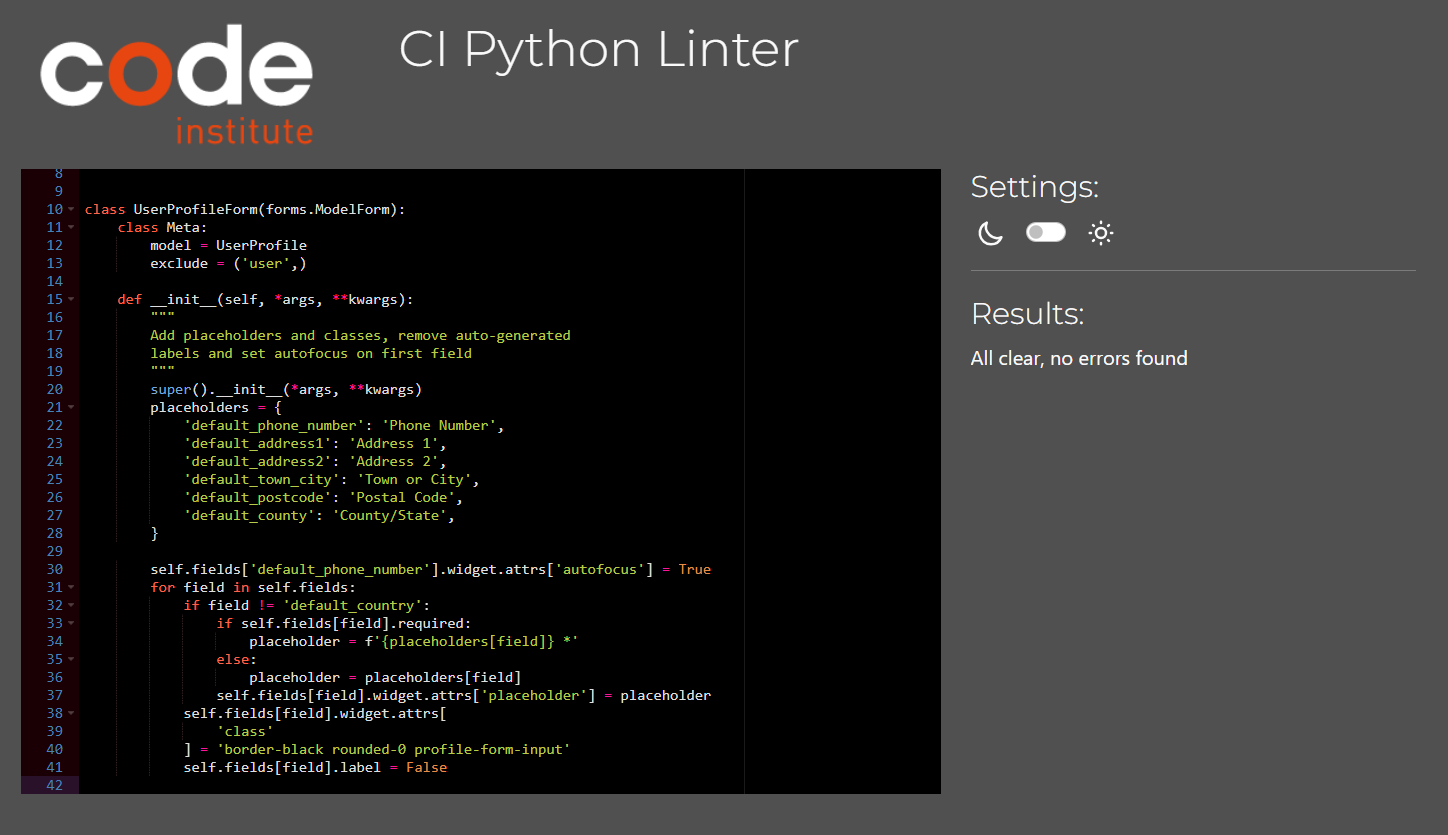 code
institute
CI Python Linter
8
9
10 class UserProfileForm(forms.ModelForm):
11     class Meta:
12         model = UserProfile
13         exclude = ('user',)
14
15     def __init__(self, *args, **kwargs):
16         """
17         Add placeholders and classes, remove auto-generated
18         labels and set autofocus on first field
19         """
20         super().__init__(*args, **kwargs)
21         placeholders = {
22             'default_phone_number': 'Phone Number',
23             'default_address1': 'Address 1',
24             'default_address2': 'Address 2',
25             'default_town_city': 'Town or City',
26             'default_postcode': 'Postal Code',
27             'default_county': 'County/State',
28         }
29
30         self.fields['default_phone_number'].widget.attrs['autofocus'] = True
31         for field in self.fields:
32             if field != 'default_country':
33                 if self.fields[field].required:
34                     placeholder = f'{placeholders[field]} *'
35                 else:
36                     placeholder = placeholders[field]
37                 self.fields[field].widget.attrs['placeholder'] = placeholder
38             self.fields[field].widget.attrs[
39                 'class'
40             ] = 'border-black rounded-0 profile-form-input'
41             self.fields[field].label = False
42
Settings:
Results:
All clear, no errors found